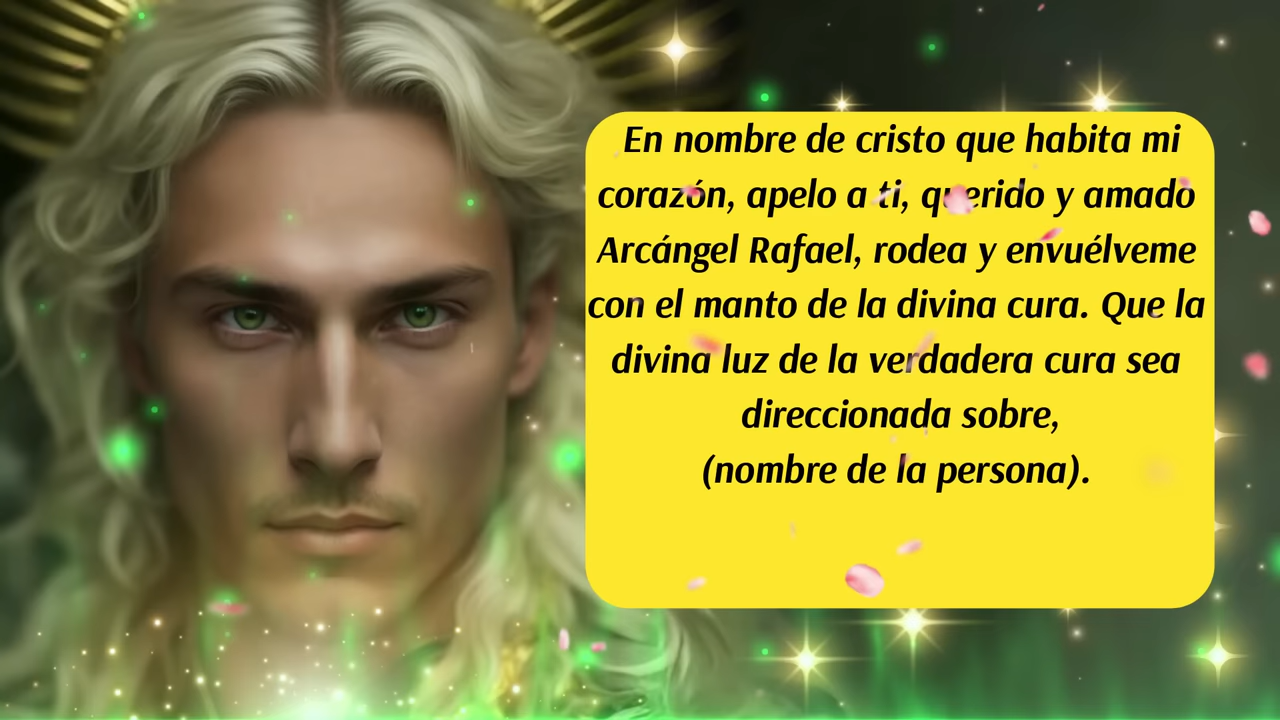 En nombre de cristo que habita mi
corazón, apelo a ti, querido y amado
Arcángel Rafael, rodea y envuélveme
con el manto de la divina cura. Que la
divina luz de la verdadera cura sea
direccionada sobre,
(nombre de la persona).